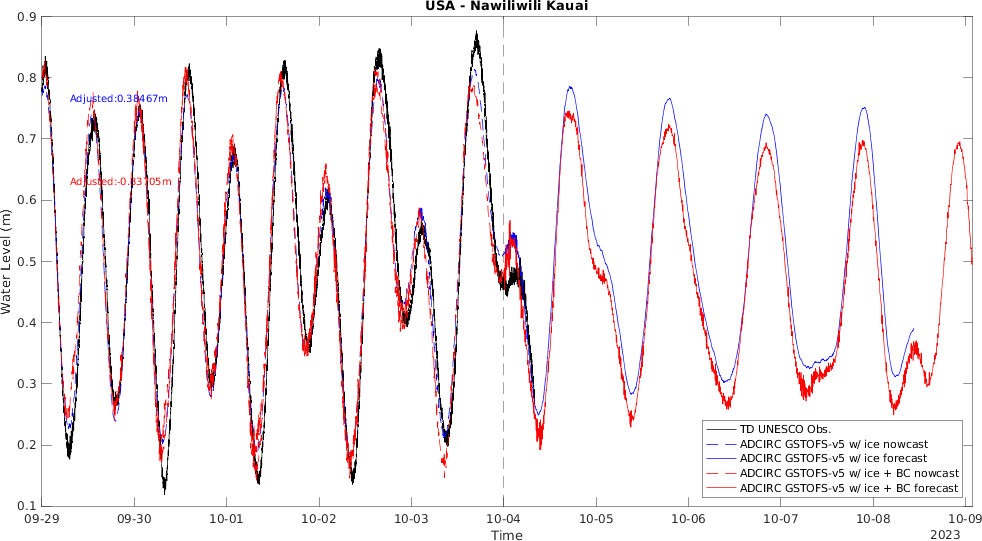 USA - Nawiliwili Kauai
0.9
0.8
0.7
0.6
0.5
0.4
0.3
0.2
0.1
Water Level (m)
Adjusted:0.38467m
Adjusted:-0.83705m
TD UNESCO Obs.
ADCIRC GSTOFS-v5 w/ ice nowcast
ADCIRC GSTOFS-v5 w/ ice forecast
ADCIRC GSTOFS-v5 w/ ice + BC nowcast
ADCIRC GSTOFS-v5 w/ ice + BC forecast
09-29 09-30 10-01 10-02 10-03 10-04 10-05 10-06 10-07 10-08 10-09
Time
2023